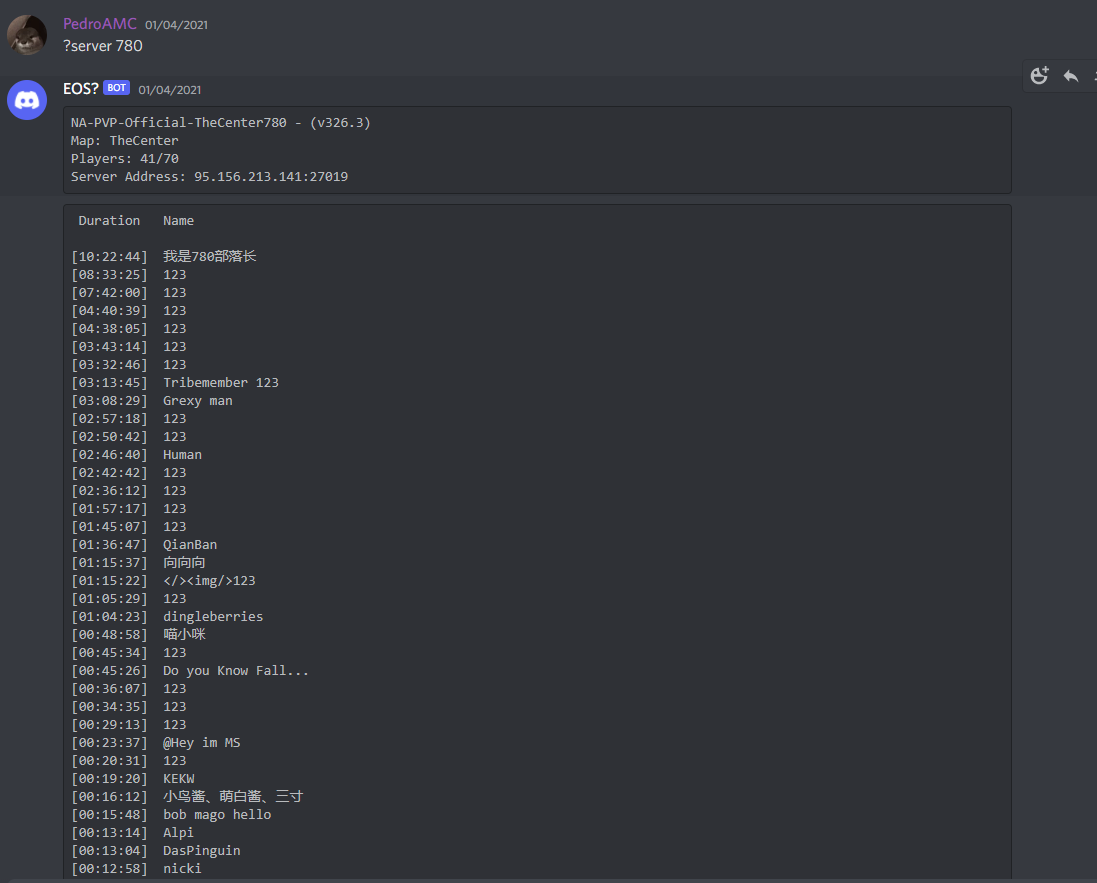 PedroAMC 01/04/2021
?server 780
EOS? BOT 01/04/2021
NA-PVP-Official-TheCenter780 - (v326.3)
Map: TheCenter
Players: 41/70
Server Address: 95.156.213.141:27019
Duration Name
[10:22:44] 我是780部落长
[08:33:25] 123
[07:42:00] 123
[04:40:39] 123
[04:38:05] 123
[03:43:14] 123
[03:32:46] 123
[03:13:45] Tribemember 123
[03:08:29] Grexy man
[02:57:18] 123
[02:50:42] 123
[02:46:40] Human
[02:42:42] 123
[02:36:12] 123
[01:57:17] 123
[01:45:07] 123
[01:36:47] QianBan
[01:15:37] 向向向
[01:15:22] </><img/>123
[01:05:29] 123
[01:04:23] dingleberries
[00:48:58] 喵小咪
[00:45:34] 123
[00:45:26] Do you Know Fall...
[00:36:07] 123
[00:34:35] 123
[00:29:13] 123
[00:23:37] @Hey im MS
[00:20:31] 123
[00:19:20] KEKW
[00:16:12] 小鸟酱、萌白酱、三寸
[00:15:48] bob mago hello
[00:13:14] Alpi
[00:13:04] DasPinguin
[00:12:58] nicki